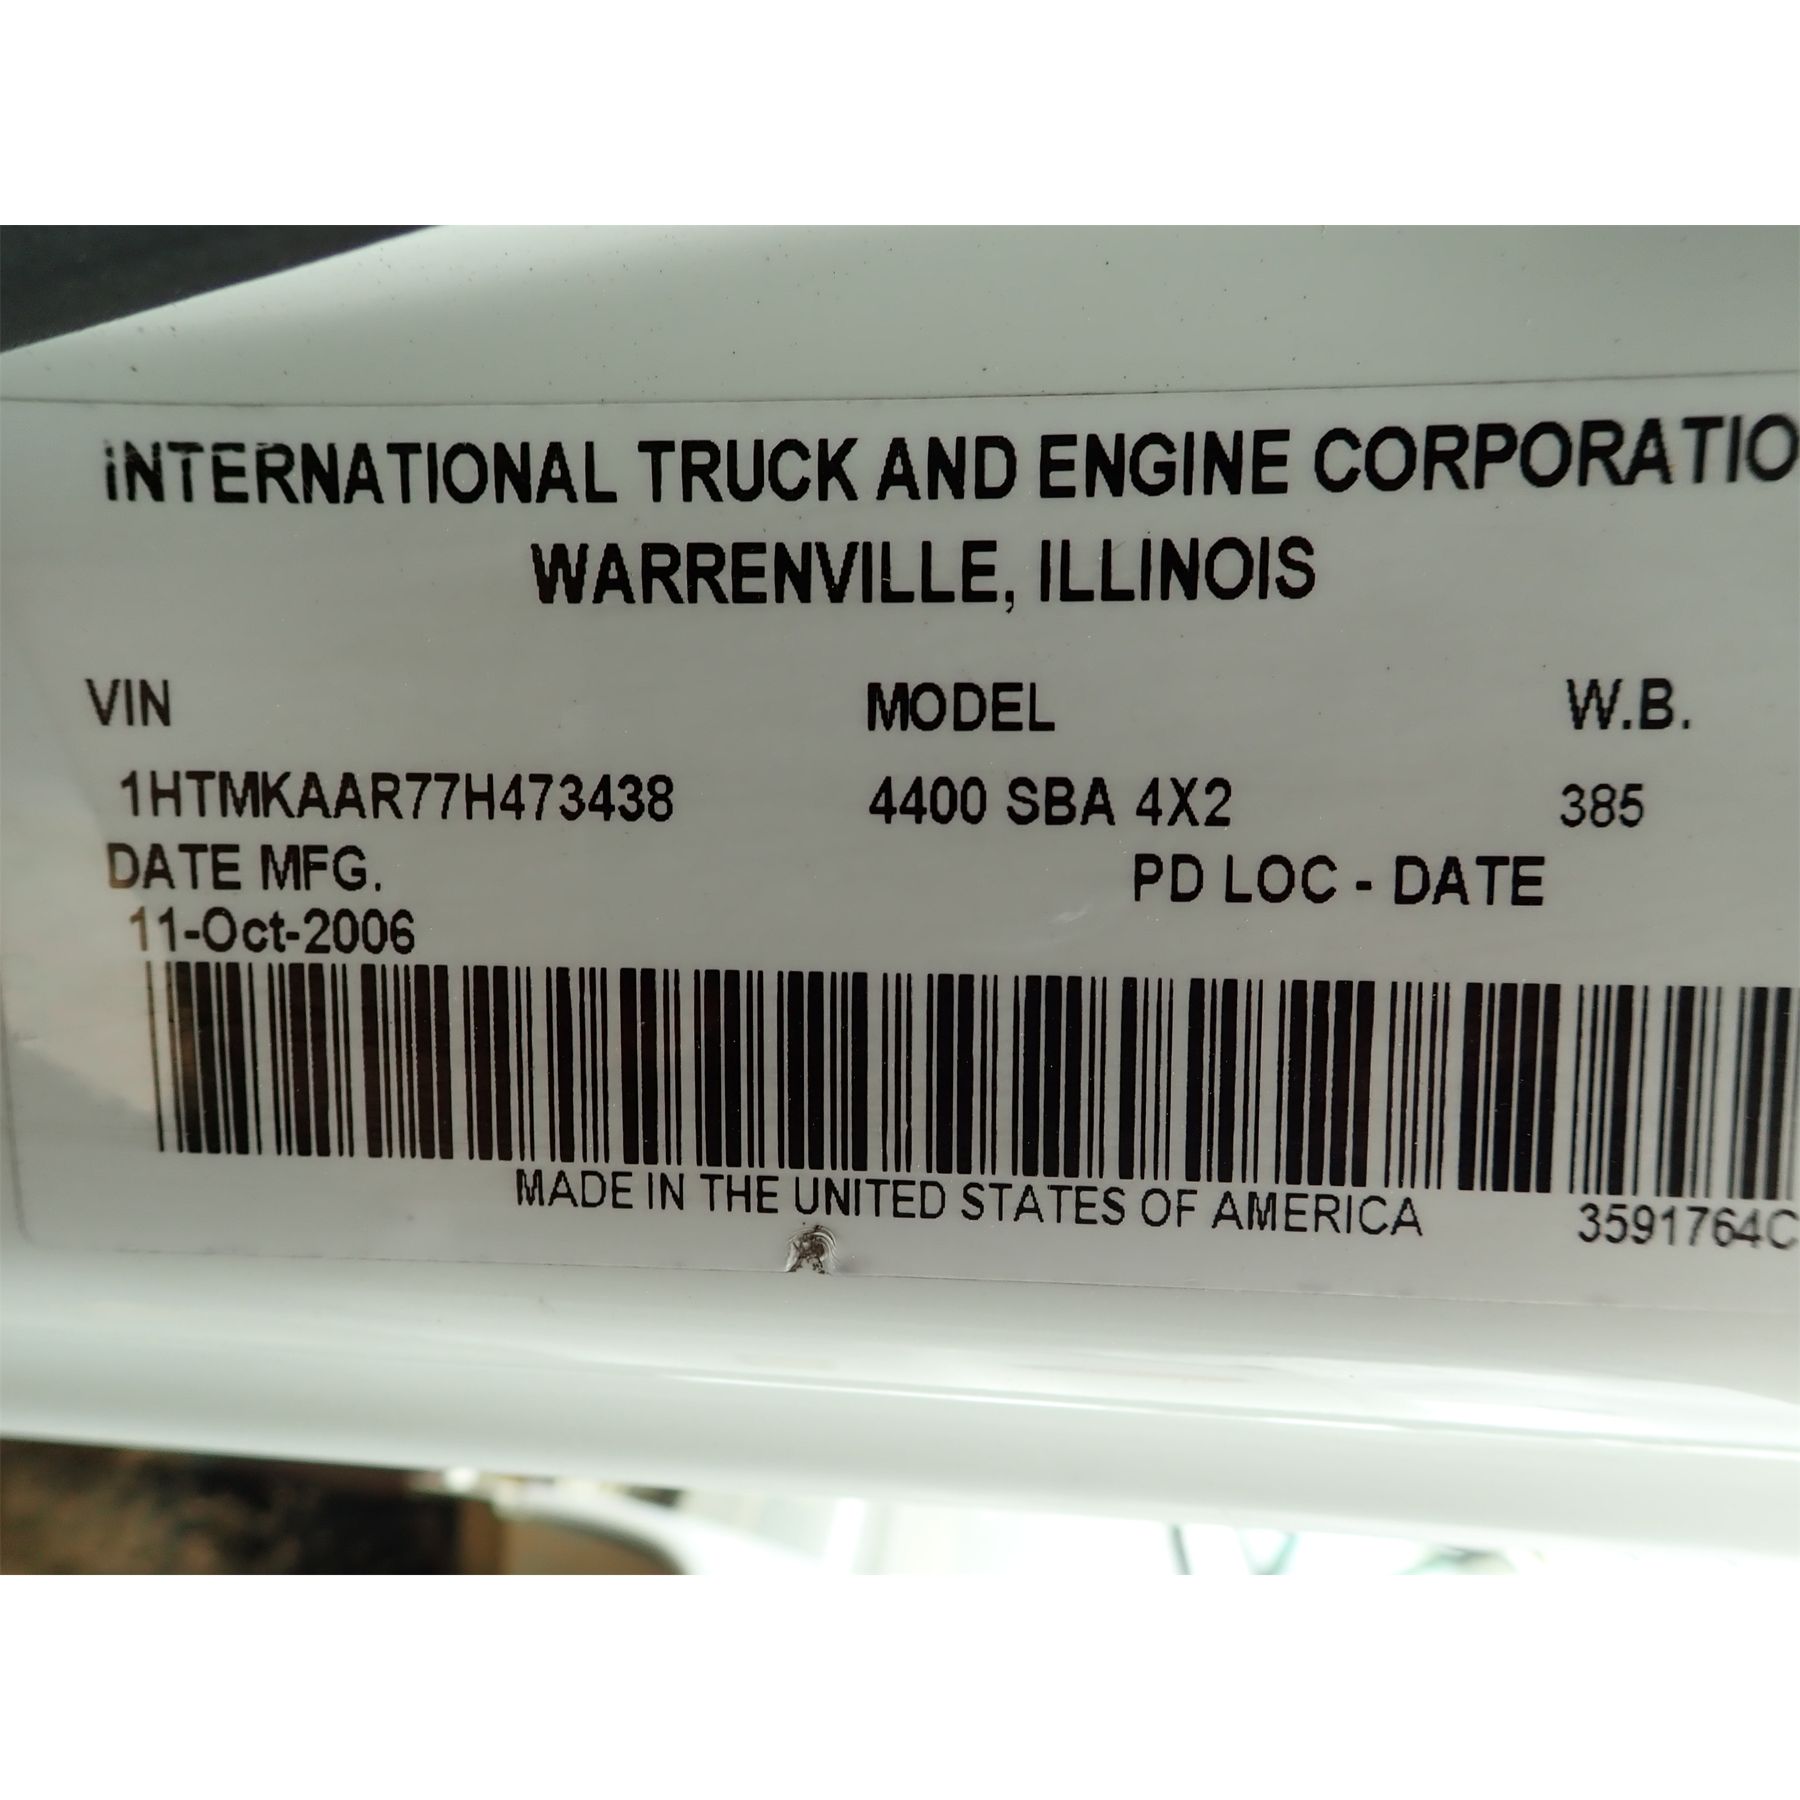 INTERNATIONAL TRUCK AND ENGINE CORPORATIO
WARRENVILLE, ILLINOIS
VIN MODEL W.B.
1HTMKAAR77H473438 4400 SBA 4X2 385
DATE MFG. PD LOC - DATE
11-Oct-2006
MADE IN THE UNITED STATES OF AMERICA 3591764C